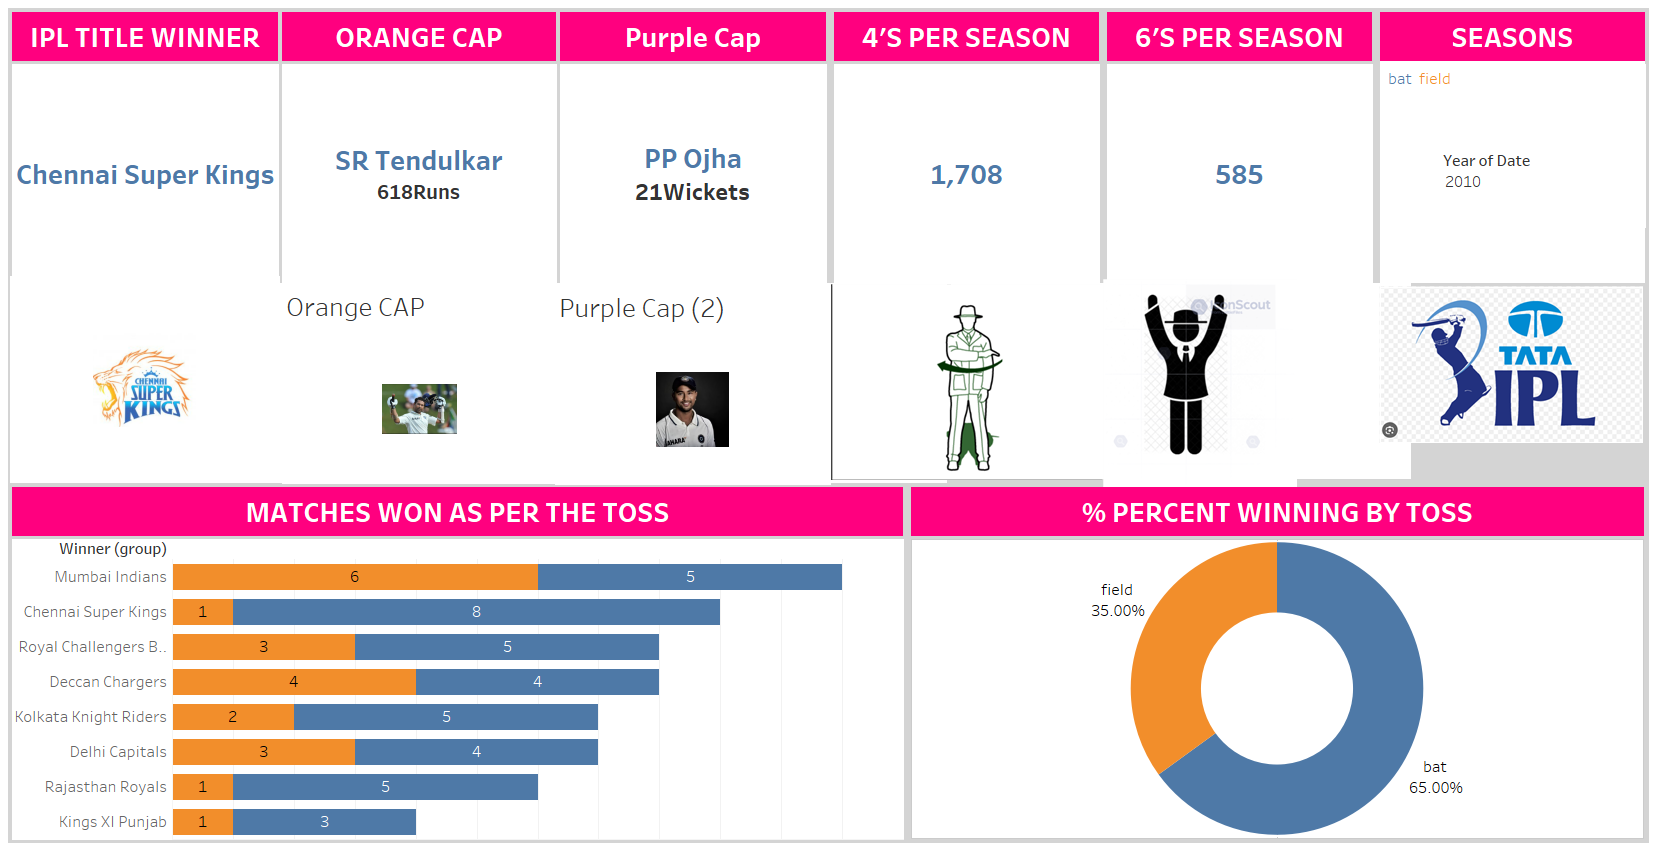 IPL TITLE WINNER
ORANGE CAP
Purple Cap
4’S PER SEASON
6’S PER SEASON
SEASONS
bat field
Chennai Super Kings
SR Tendulkar
618Runs
PP Ojha
21Wickets
1,708
585
Year of Date
2010
Orange CAP
Purple Cap (2)
CHENNAI
SUPER
KINGS
SAHARA
TATA
IPL
MATCHES WON AS PER THE TOSS
Winner (group)
Mumbai Indians 6 5
Chennai Super Kings 1 8
Royal Challengers B.. 3 5
Deccan Chargers 4 4
Kolkata Knight Riders 2 5
Delhi Capitals 3 4
Rajasthan Royals 1 5
Kings XI Punjab 1 3
% PERCENT WINNING BY TOSS
field
35.00%
bat
65.00%